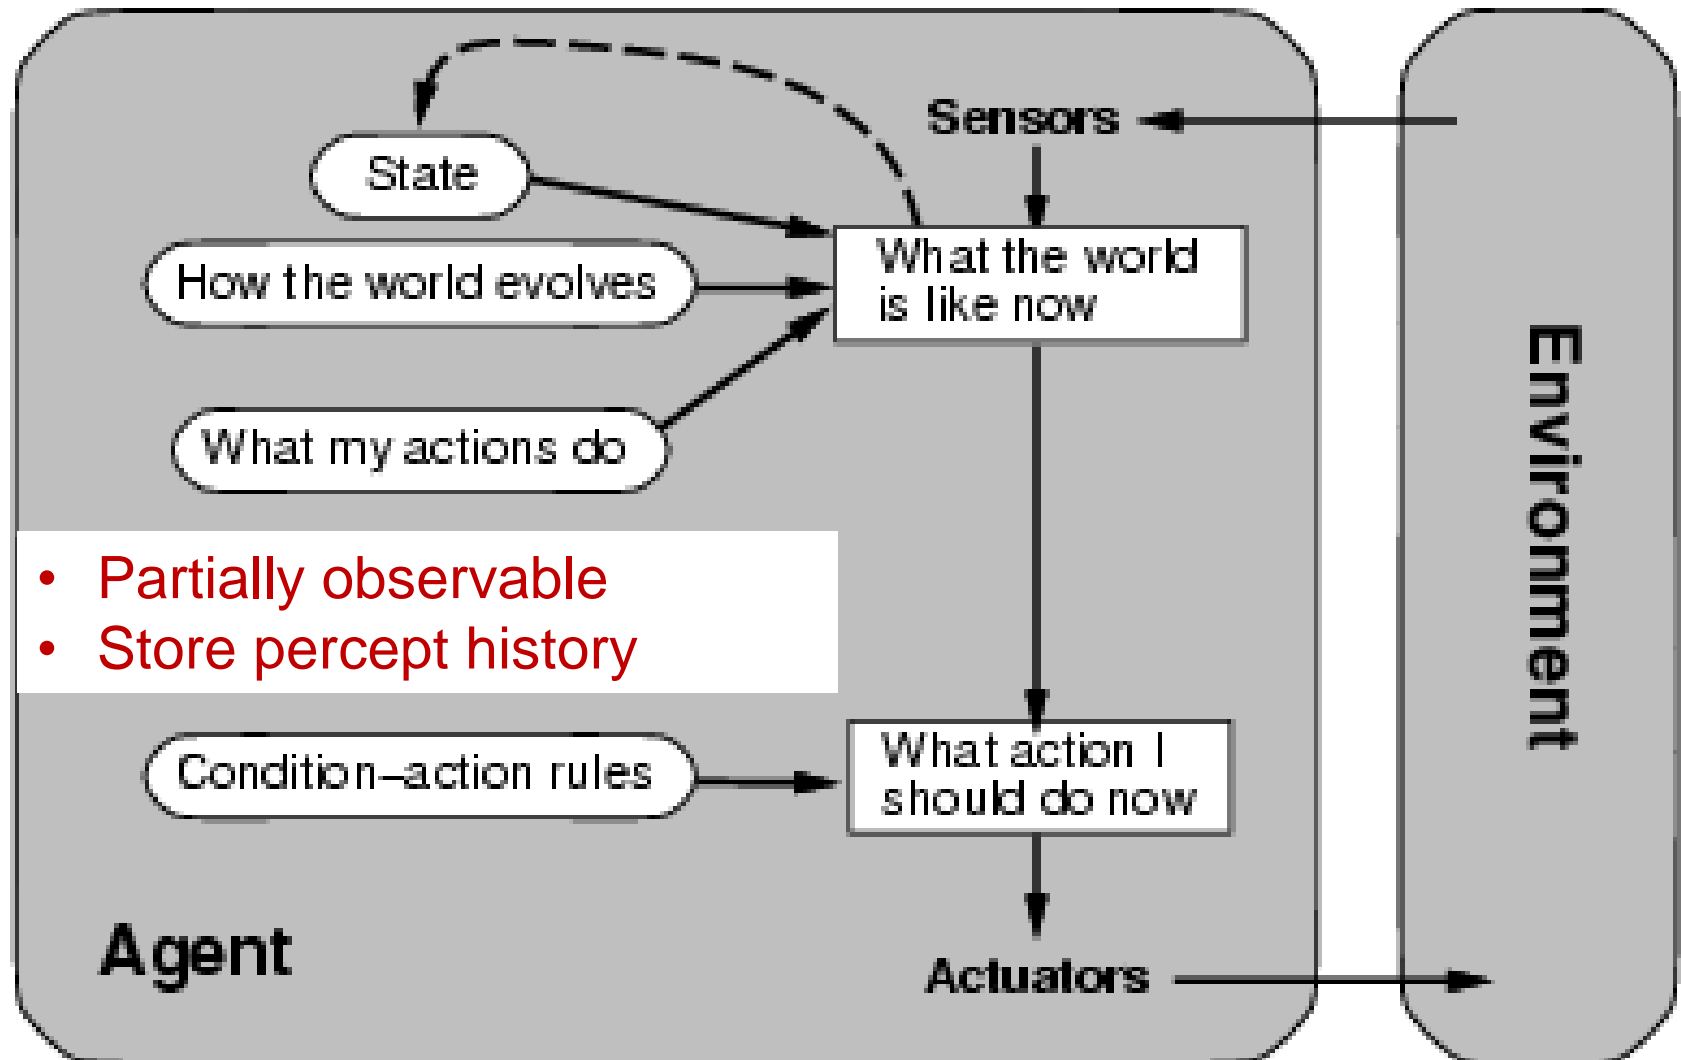 Sensors
State
What the world
is like now
How the world evolves
What my actions do
• Partially observable
• Store percept history
Condition–action rules
What action I
should do now
Agent
Actuators
Environment